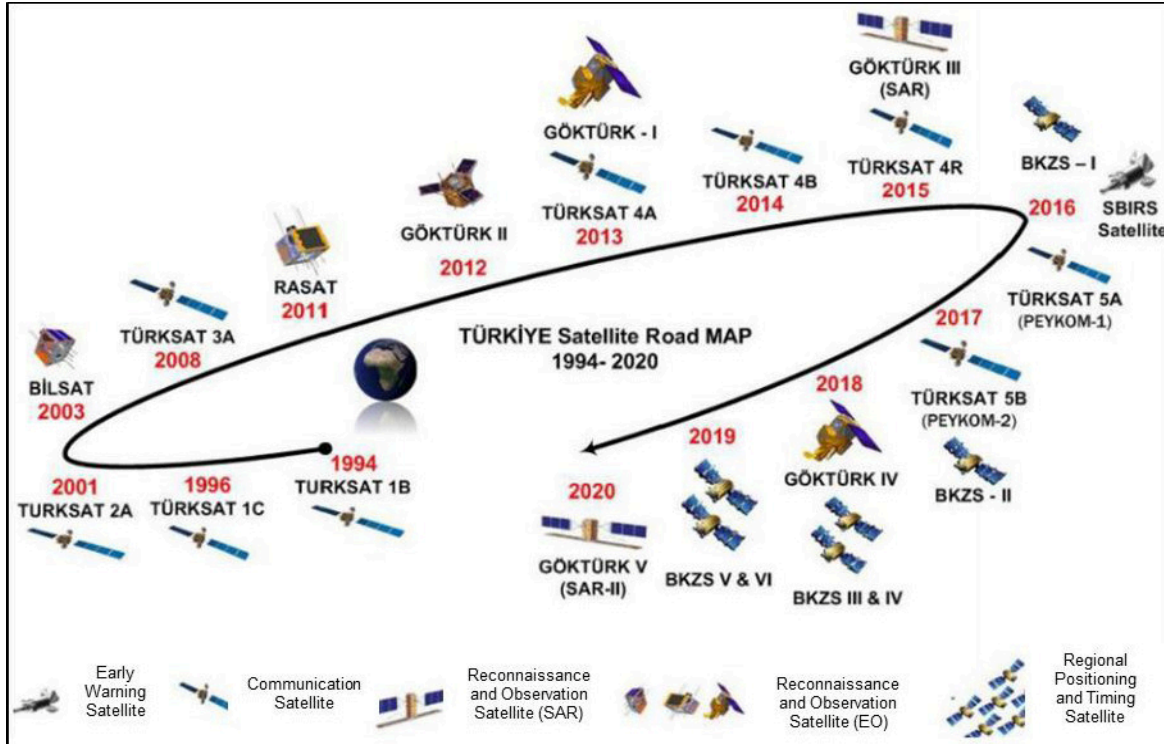 TÜRKİYE Satellite Road MAP
1994- 2020
1994
TURKSAT 1B
1996
TÜRKSAT 1C
2001
TURKSAT 2A
BİLSAT
2003
TÜRKSAT 3A
2008
RASAT
2011
GÖKTÜRK II
2012
GÖKTÜRK - I
TÜRKSAT 4A
2013
TÜRKSAT 4B
2014
GÖKTÜRK III
(SAR)
TÜRKSAT 4R
2015
BKZS – I
2016
SBIRS
Satellite
TÜRKSAT 5A
(PEYKOM-1)
2017
TÜRKSAT 5B
(PEYKOM-2)
BKZS - II
2018
GÖKTÜRK IV
BKZS III & IV
2019
BKZS V & VI
2020
GÖKTÜRK V
(SAR-II)
Early
Warning
Satellite
Communication
Satellite
Reconnaissance
and Observation
Satellite (SAR)
Reconnaissance
and Observation
Satellite (EO)
Regional
Positioning
and Timing
Satellite